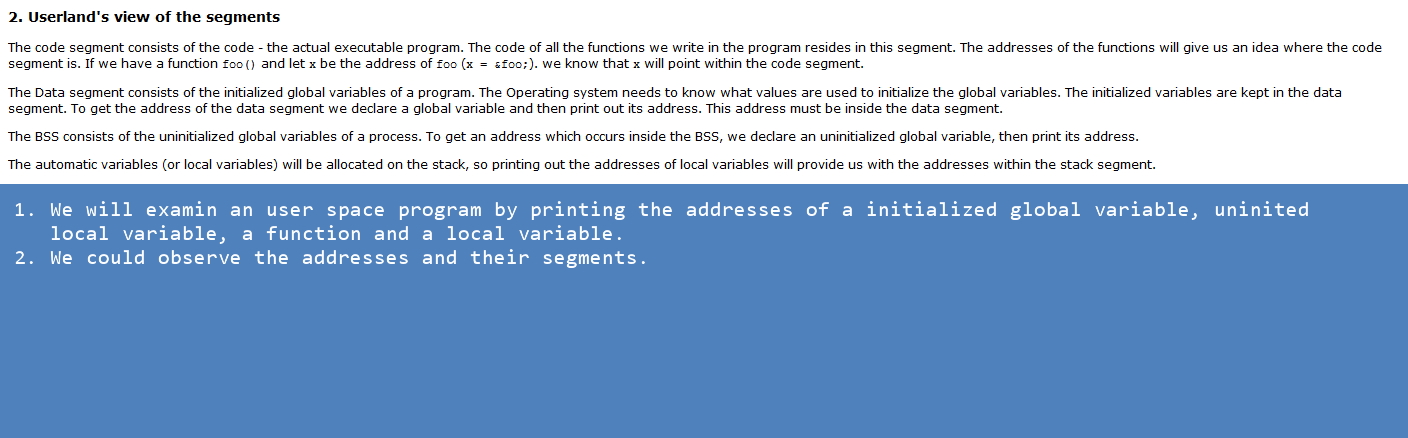 2. Userland's view of the segments
The code segment consists of the code - the actual executable program. The code of all the functions we write in the program resides in this segment. The addresses of the functions will give us an idea where the code
segment is. If we have a function foo() and let x be the address of foo (x = &foo;). we know that x will point within the code segment.
The Data segment consists of the initialized global variables of a program. The Operating system needs to know what values are used to initialize the global variables. The initialized variables are kept in the data
segment. To get the address of the data segment we declare a global variable and then print out its address. This address must be inside the data segment.
The BSS consists of the uninitialized global variables of a process. To get an address which occurs inside the BSS, we declare an uninitialized global variable, then print its address.
The automatic variables (or local variables) will be allocated on the stack, so printing out the addresses of local variables will provide us with the addresses within the stack segment.
1. We will examin an user space program by printing the addresses of a initialized global variable, uninited
local variable, a function and a local variable.
2. We could observe the addresses and their segments.